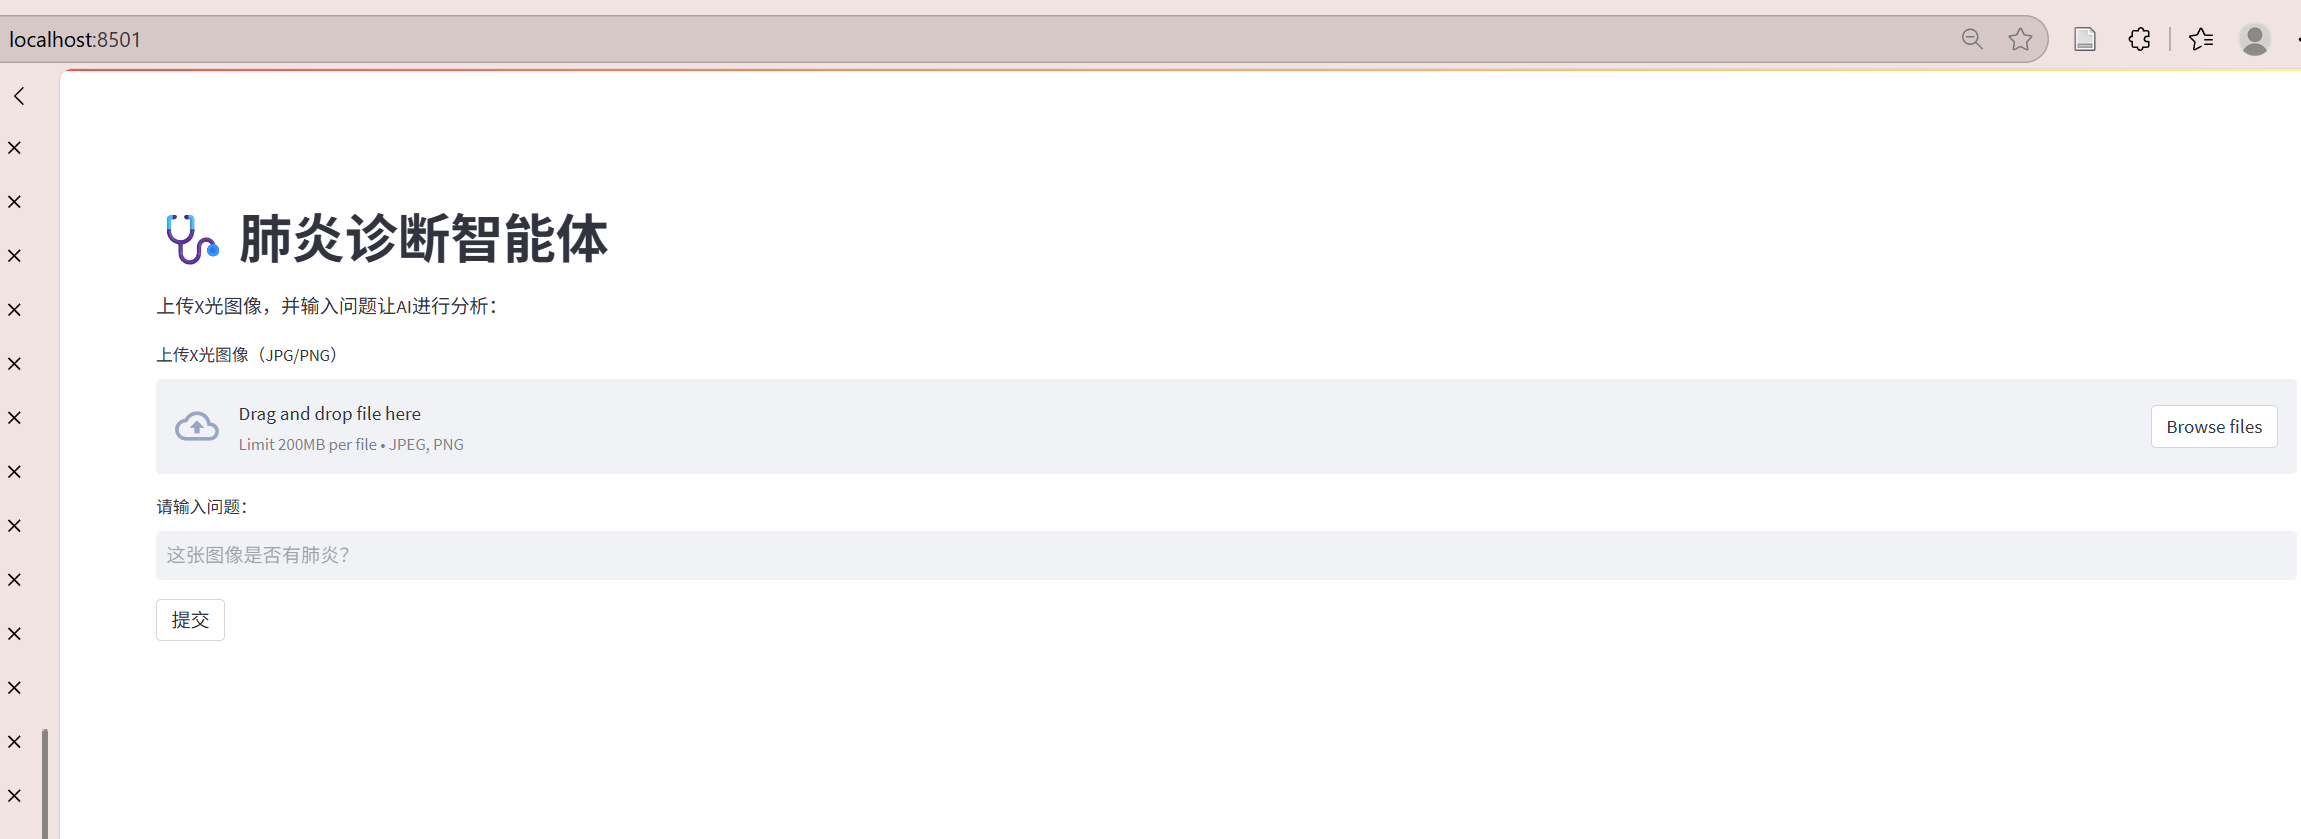 localhost:8501
肺炎诊断智能体
上传X光图像，并输入问题让AI进行分析：
上传X光图像（JPG/PNG）
Drag and drop file here
Limit 200MB per file • JPEG, PNG
Browse files
请输入问题：
这张图像是否有肺炎？
提交